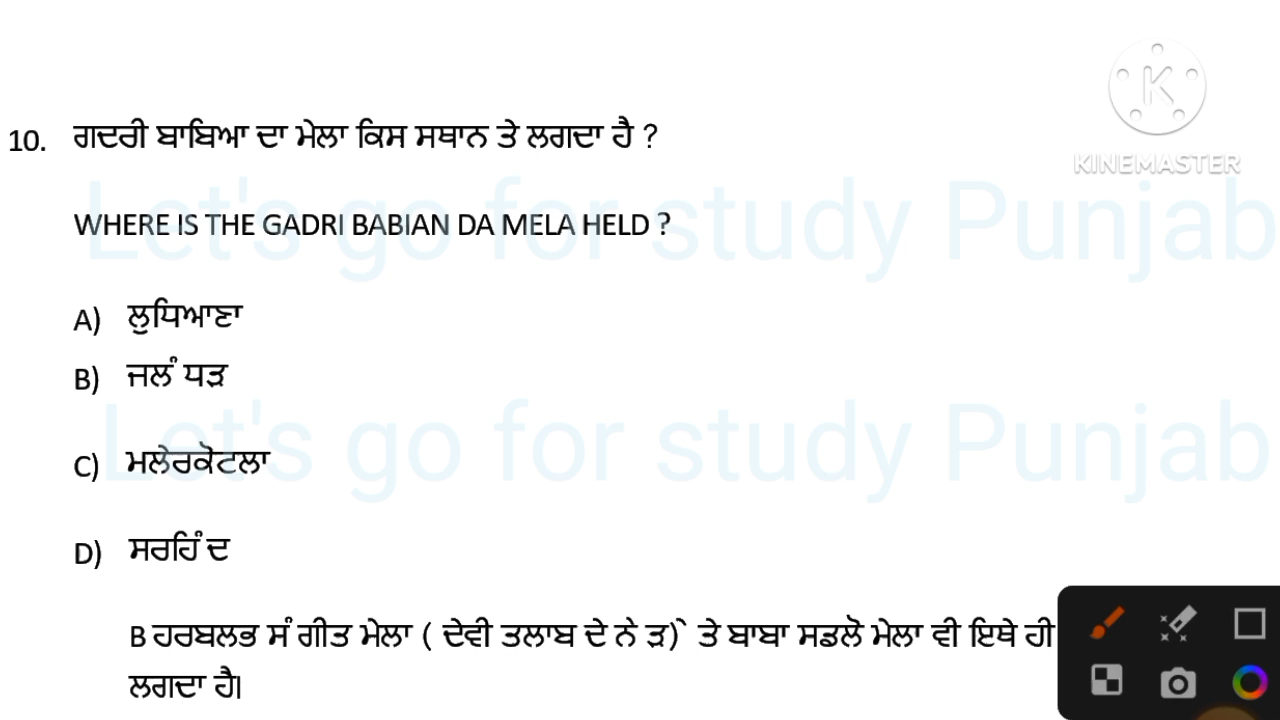 KINEMASTER
10. ਗਦਰੀ ਬਾਬਿਆ ਦਾ ਮੇਲਾ ਕਿਸ ਸਥਾਨ ਤੇ ਲਗਦਾ ਹੈ ?
Let's go for study Punjab
WHERE IS THE GADRI BABIAN DA MELA HELD ?
A) ਲੁਧਿਆਣਾ
B) ਜਲੰ ਧੜ
Let's go for study Punjab
C) ਮਲੇਰਕੋਟਲਾ
D) ਸਰਹਿੰ ਦ
B ਹਰਬਲਭ ਸੰ ਗੀਤ ਮੇਲਾ ( ਦੇਵੀ ਤਲਾਬ ਦੇ ਨੇ ੜ)ੇ ਤੇ ਬਾਬਾ ਸਡਲੋ ਮੇਲਾ ਵੀ ਇਥੇ ਹੀ
ਲਗਦਾ ਹੈ।